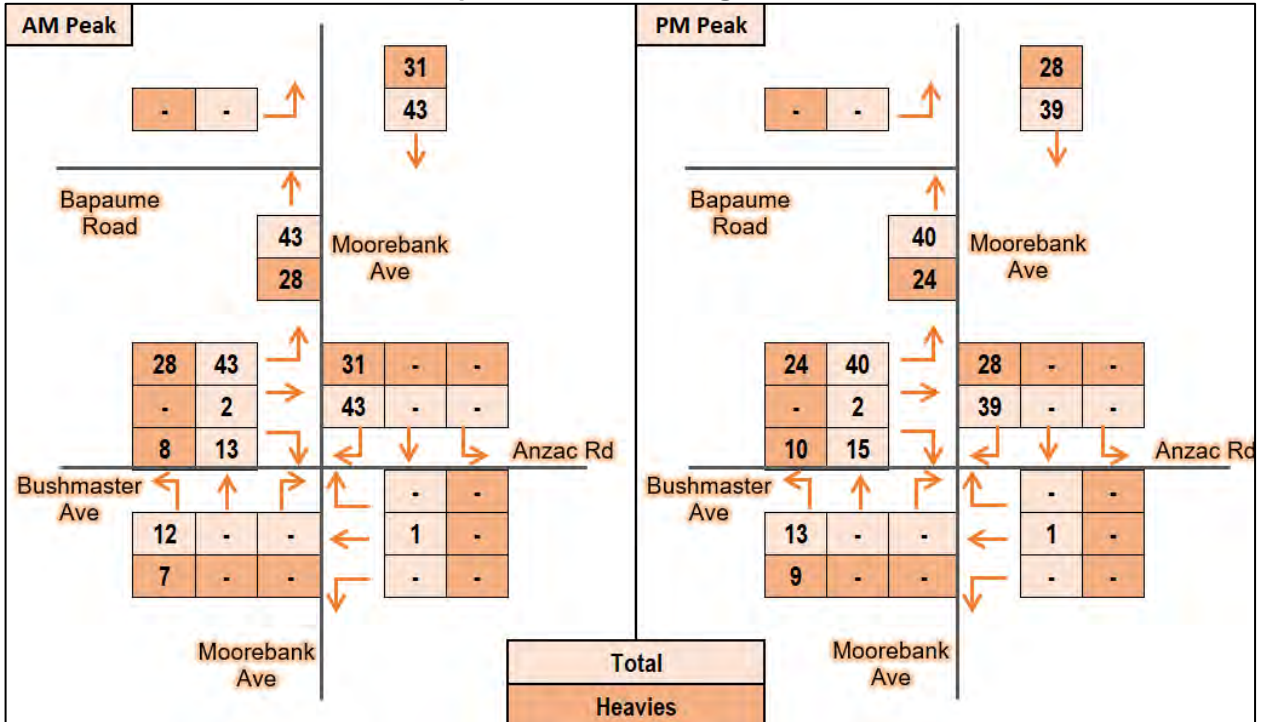 AM Peak
31
- -
43
Bapaume
Road
43
Moorebank
Ave
28
28 43
31 - -
- 2
43 - -
8 13
Anzac Rd
Bushmaster
Ave
- -
12 - -
1 -
7 - -
- -
Moorebank
Ave
PM Peak
28
- -
39
Bapaume
Road
40
Moorebank
Ave
24
24 40
28 - -
- 2
39 - -
10 15
Anzac Rd
Bushmaster
Ave
- -
13 - -
1 -
9 - -
- -
Moorebank
Ave
Total
Heavies